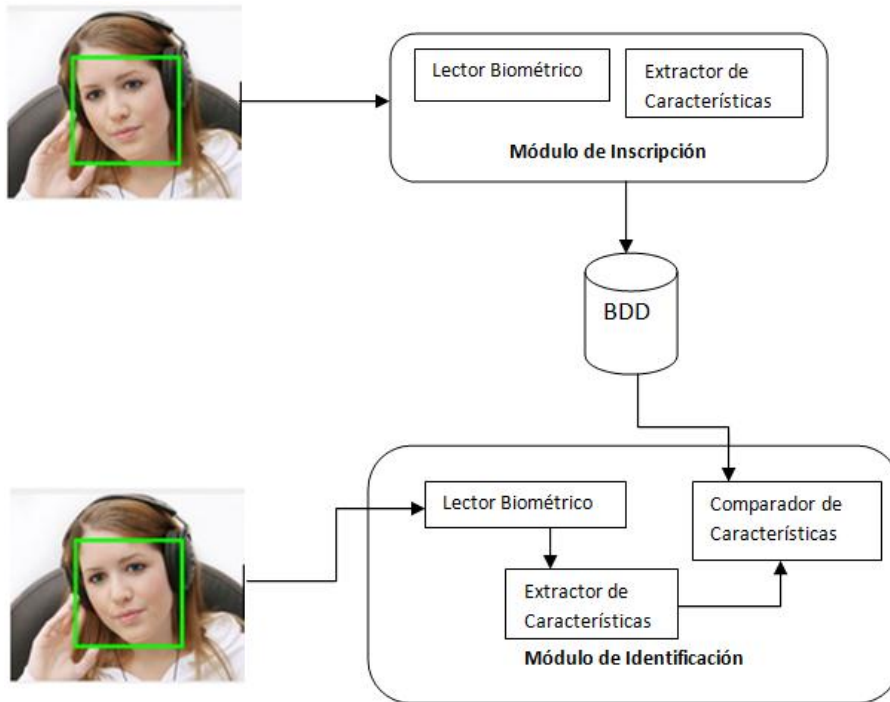 Lector Biométrico
Extractor de
Características
Módulo de Inscripción
BDD
Lector Biométrico
Comparador de
Características
Extractor de
Características
Módulo de Identificación